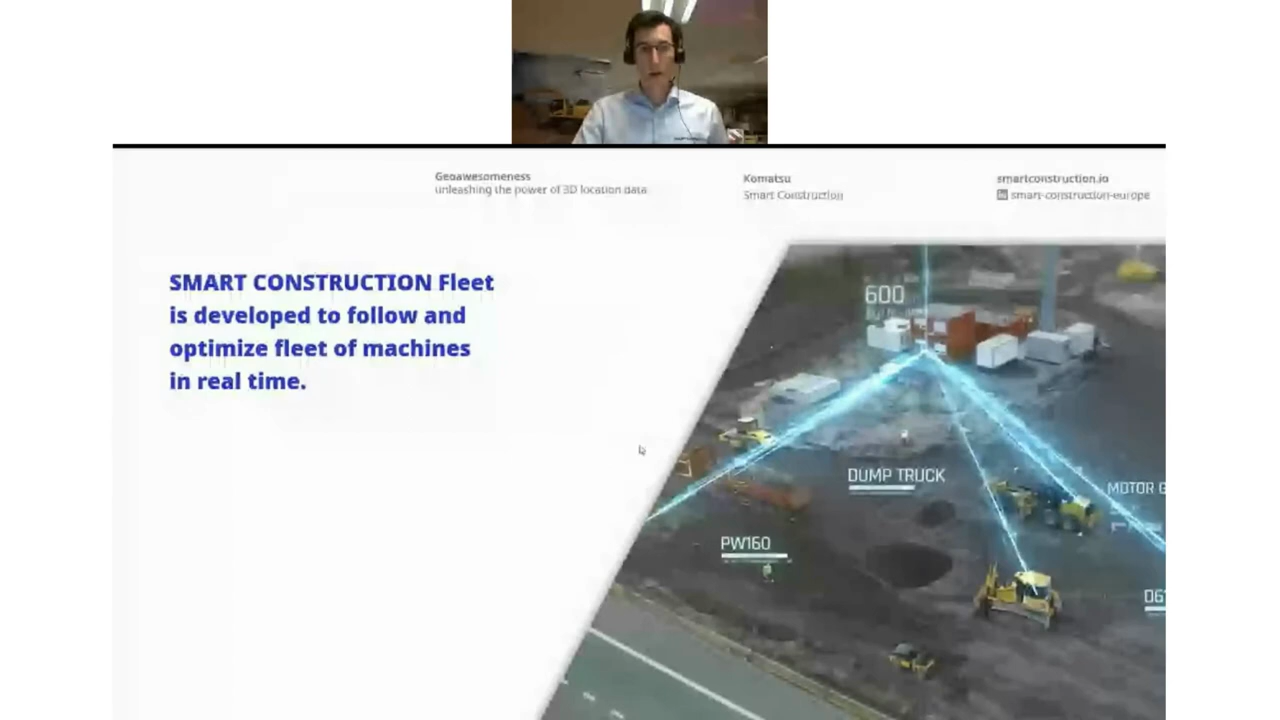 Geoawesomeness
unleashing the power of 3D location data
Komatsu
Smart Construction
smartconstruction.io
smart-construction-europe
SMART CONSTRUCTION Fleet
is developed to follow and
optimize fleet of machines
in real time.
600
DUMP TRUCK
MOTOR G
PW160